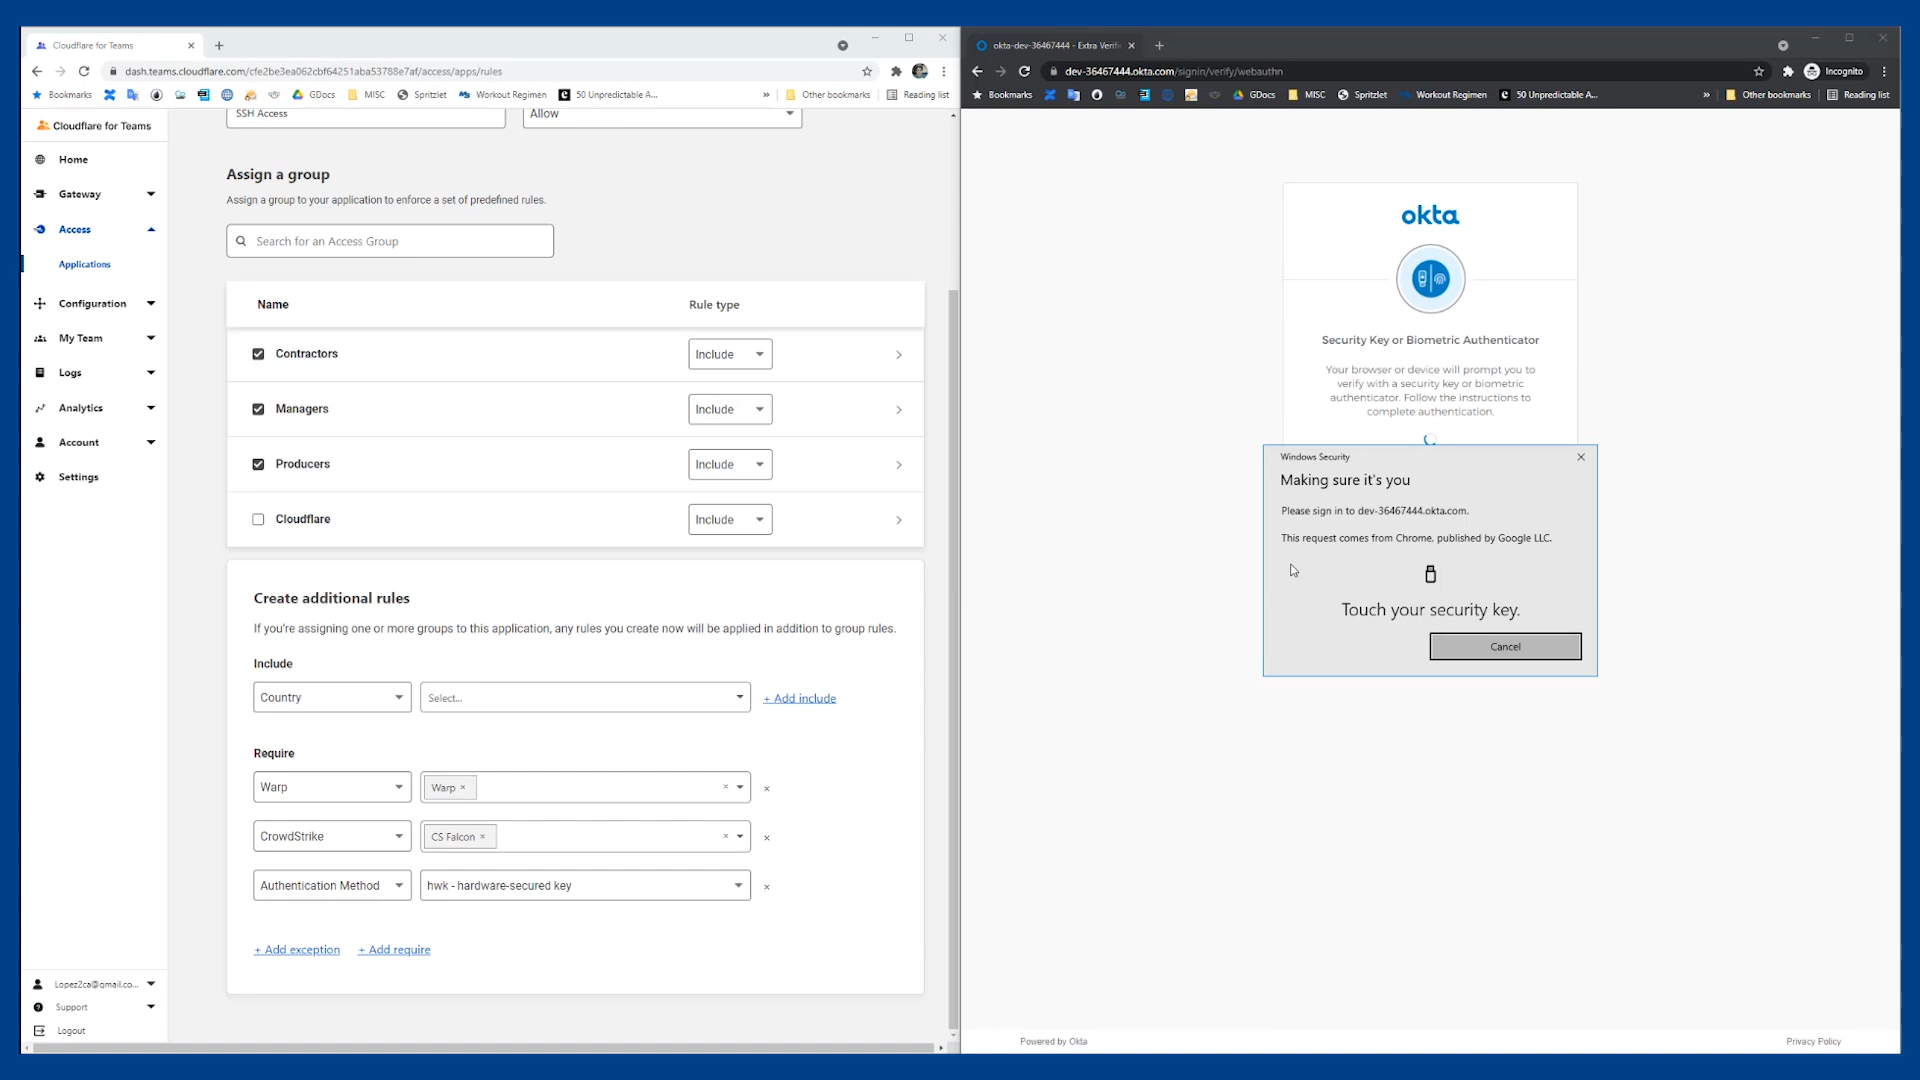 Cloudflare for Teams
dash.teams.cloudflare.com/cfe2be3ea062cbf64251aba53788e7af/access/apps/rules
Bookmarks
GDocs
MISC
Spritzlet
Workout Regimen
50 Unpredictable A...
»
Other bookmarks
Reading list
Cloudflare for Teams
Home
Gateway
Access
Applications
Configuration
My Team
Logs
Analytics
Account
Settings
Lopez2ca@gmail.co...
Support
Logout
SSH Access
Allow
Assign a group
Assign a group to your application to enforce a set of predefined rules.
Search for an Access Group
Name Rule type
Contractors Include
Managers Include
Producers Include
Cloudflare Include
Create additional rules
If you're assigning one or more groups to this application, any rules you create now will be applied in addition to group rules.
Include
Country Select... + Add include
Require
Warp Warp × × ×
CrowdStrike CS Falcon × × ×
Authentication Method hwk - hardware-secured key ×
+ Add exception + Add require
okta-dev-36467444 - Extra Verifi
dev-36467444.okta.com/signin/verify/webauthn
Incognito
Bookmarks
GDocs
MISC
Spritzlet
Workout Regimen
50 Unpredictable A...
»
Other bookmarks
Reading list
okta
Security Key or Biometric Authenticator
Your browser or device will prompt you to
verify with a security key or biometric
authenticator. Follow the instructions to
complete authentication.
Windows Security
Making sure it's you
Please sign in to dev-36467444.okta.com.
This request comes from Chrome, published by Google LLC.
Touch your security key.
Cancel
Powered by Okta
Privacy Policy